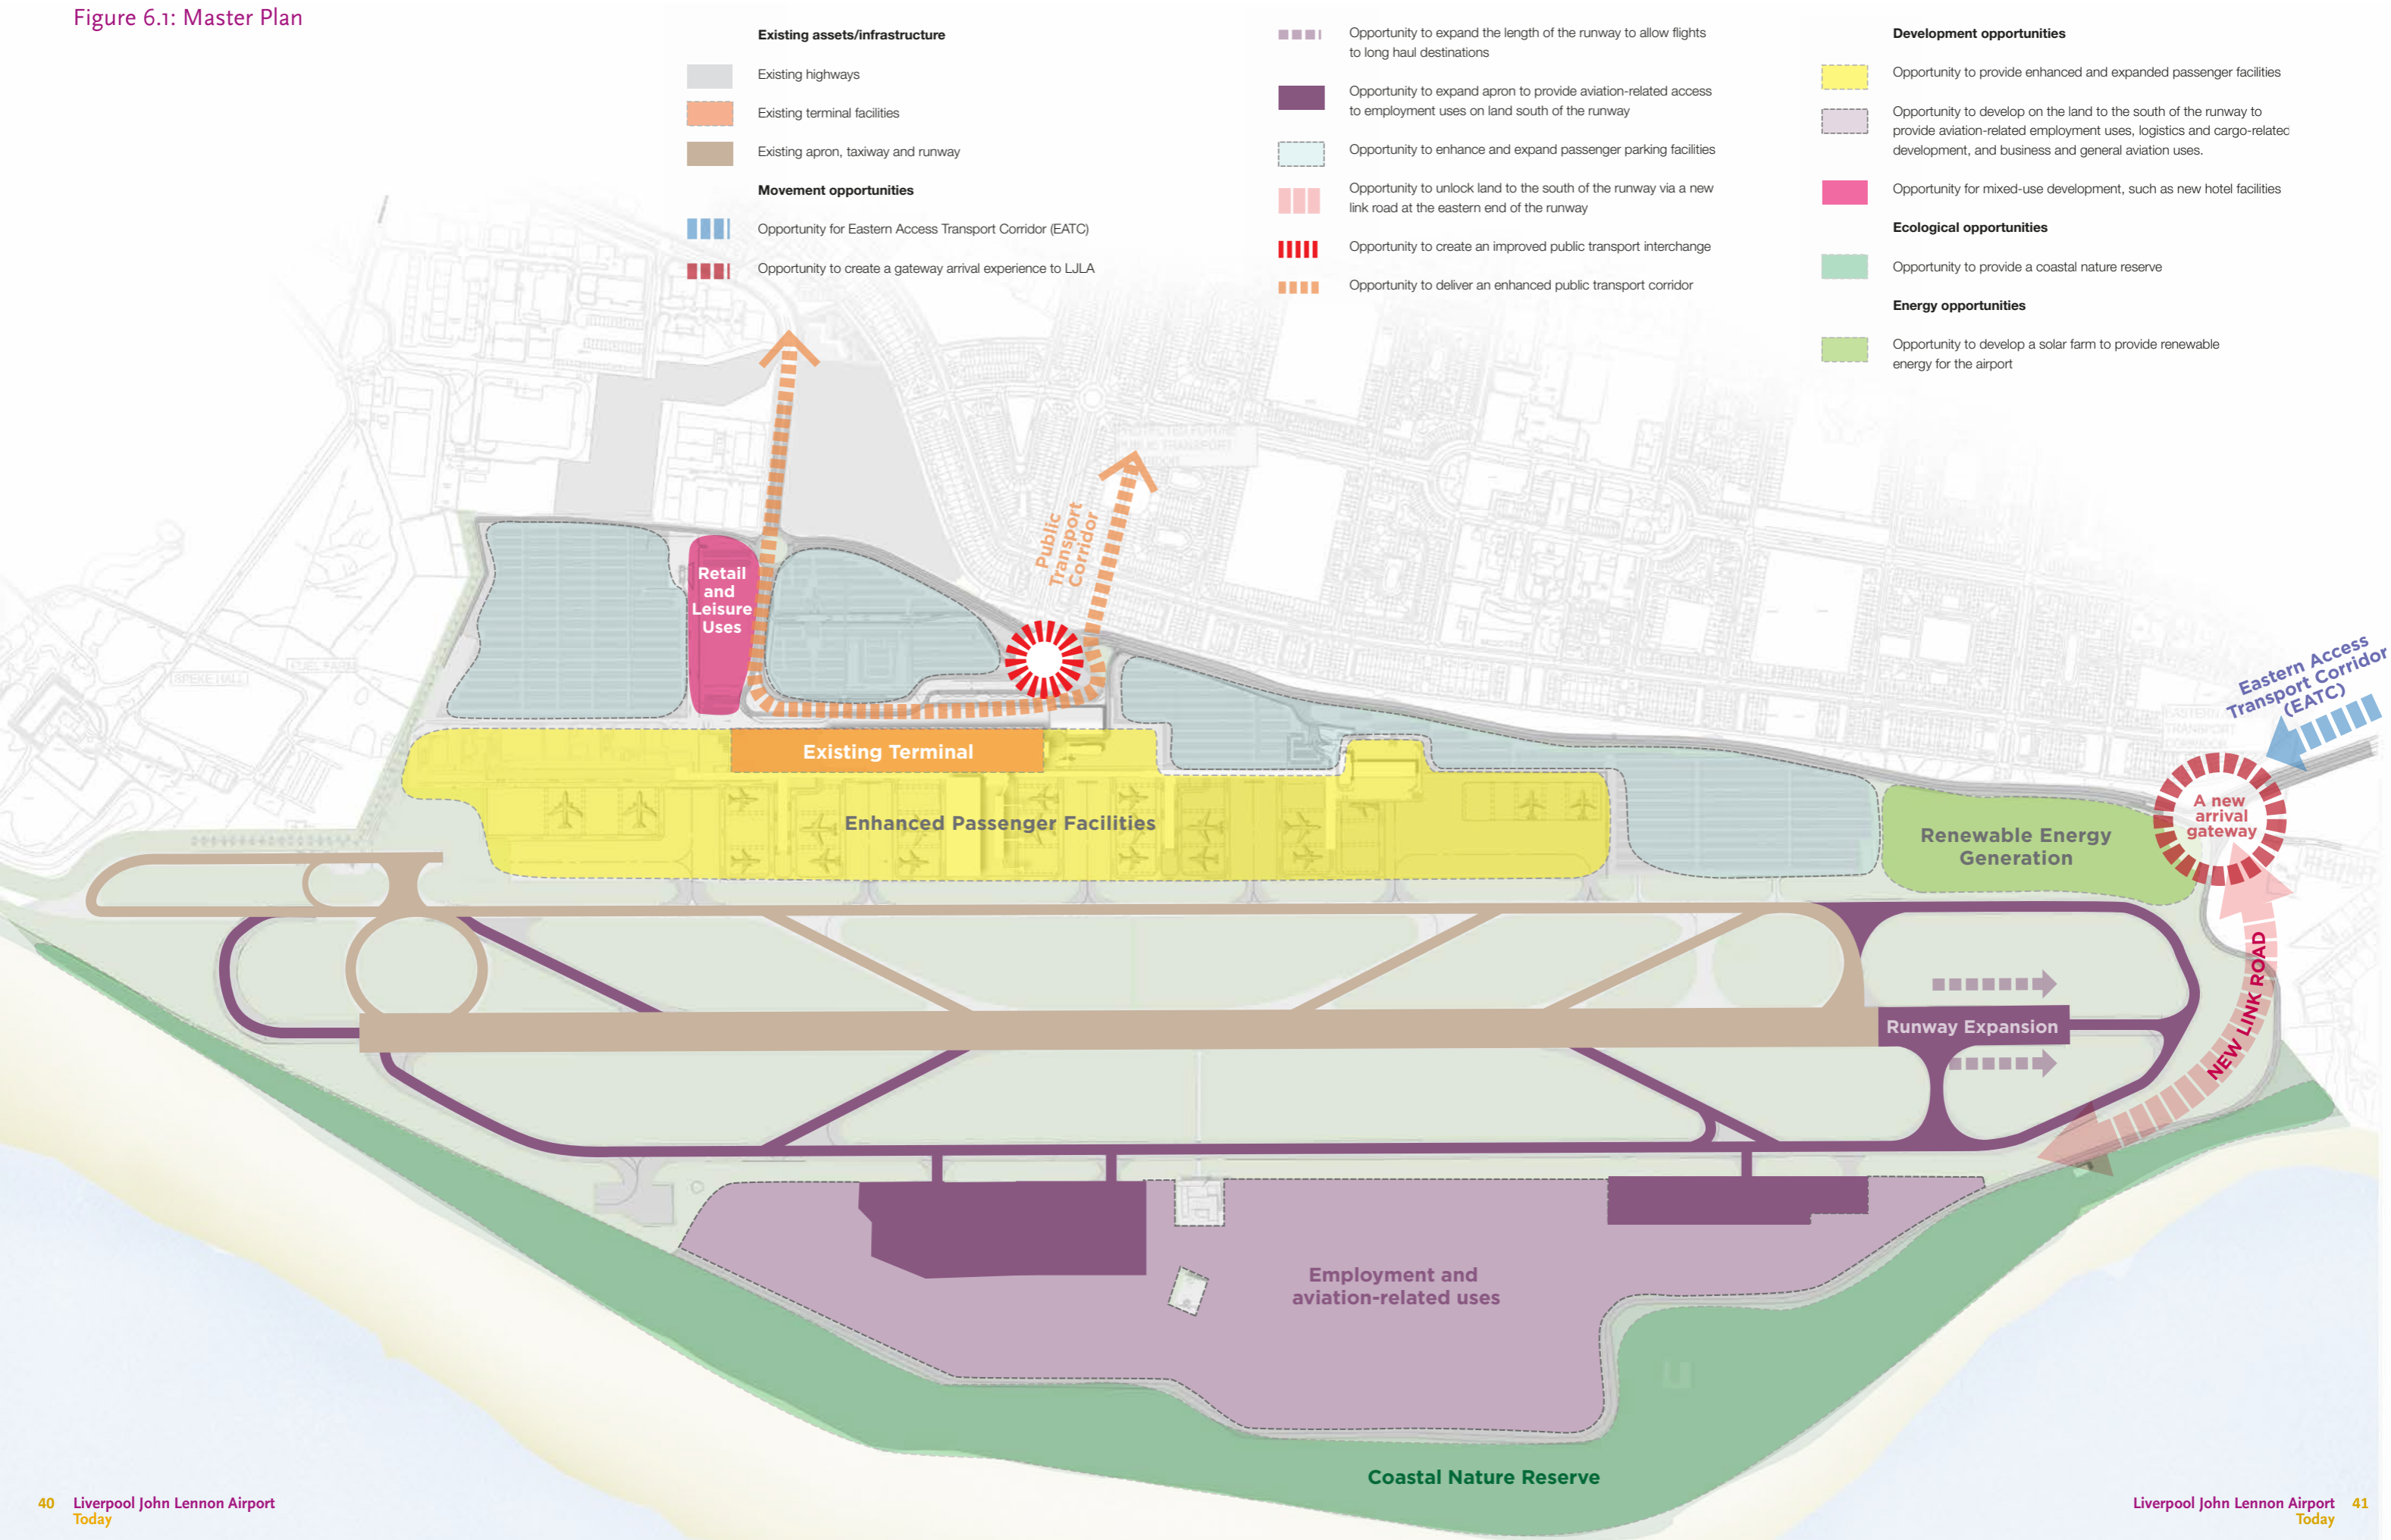 Figure 6.1: Master Plan
Existing assets/infrastructure
Existing highways
Existing terminal facilities
Existing apron, taxiway and runway
Movement opportunities
Opportunity for Eastern Access Transport Corridor (EATC)
Opportunity to create a gateway arrival experience to LJLA
Opportunity to expand the length of the runway to allow flights
to long haul destinations
Opportunity to expand apron to provide aviation-related access
to employment uses on land south of the runway
Opportunity to enhance and expand passenger parking facilities
Opportunity to unlock land to the south of the runway via a new
link road at the eastern end of the runway
Opportunity to create an improved public transport interchange
Opportunity to deliver an enhanced public transport corridor
Development opportunities
Opportunity to provide enhanced and expanded passenger facilities
Opportunity to develop on the land to the south of the runway to
provide aviation-related employment uses, logistics and cargo-related
development, and business and general aviation uses.
Opportunity for mixed-use development, such as new hotel facilities
Ecological opportunities
Opportunity to provide a coastal nature reserve
Energy opportunities
Opportunity to develop a solar farm to provide renewable
energy for the airport
Public
Transport
Corridor
Retail
and
Leisure
Uses
SPEKE HALL
FUEL FARM
Eastern Access
Transport Corridor
(EATC)
Existing Terminal
Enhanced Passenger Facilities
Renewable Energy
Generation
A new
arrival
gateway
NEW LINK ROAD
Runway Expansion
Employment and
aviation-related uses
Coastal Nature Reserve
40 Liverpool John Lennon Airport
Today
Liverpool John Lennon Airport 41
Today